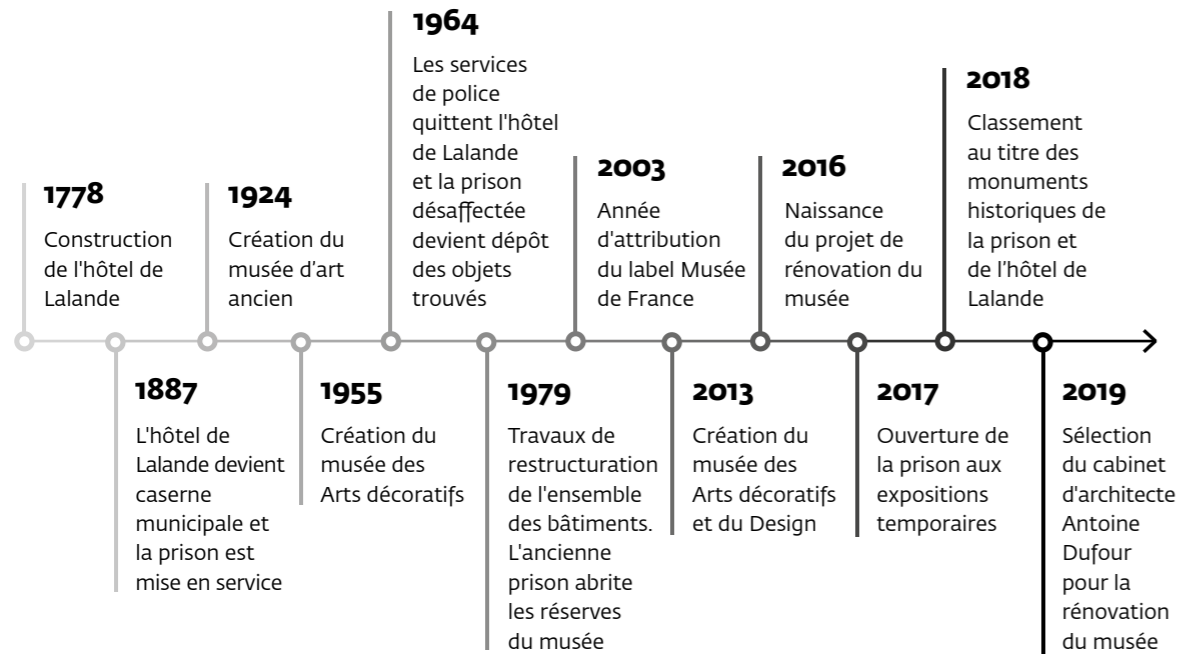 1778
Construction
de l'hôtel de
Lalande
1887
L'hôtel de
Lalande devient
caserne
municipale et
la prison est
mise en service
1924
Création du
musée d’art
ancien
1955
Création du
musée des
Arts décoratifs
1964
Les services
de police
quittent l'hôtel
de Lalande
et la prison
désaffectée
devient dépôt
des objets
trouvés
1979
Travaux de
restructuration
de l'ensemble
des bâtiments.
L'ancienne
prison abrite
les réserves
du musée
2003
Année
d'attribution
du label Musée
de France
2013
Création du
musée des
Arts décoratifs
et du Design
2016
Naissance
du projet de
rénovation du
musée
2017
Ouverture de
la prison aux
expositions
temporaires
2018
Classement
au titre des
monuments
historiques de
la prison et
de l’hôtel de
Lalande
2019
Sélection
du cabinet
d'architecte
Antoine
Dufour
pour la
rénovation
du musée